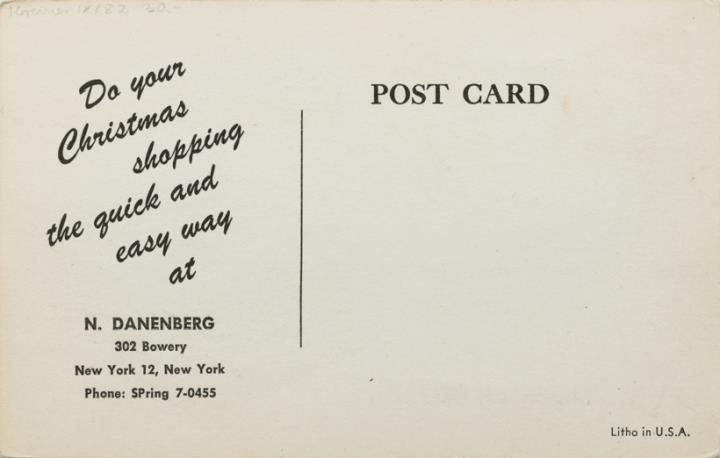 Do your
Christmas
shopping
the quick and
easy way
at
N. DANENBERG
302 Bowery
New York 12, New York
Phone: SPring 7-0455
POST CARD
Litho in U.S.A.